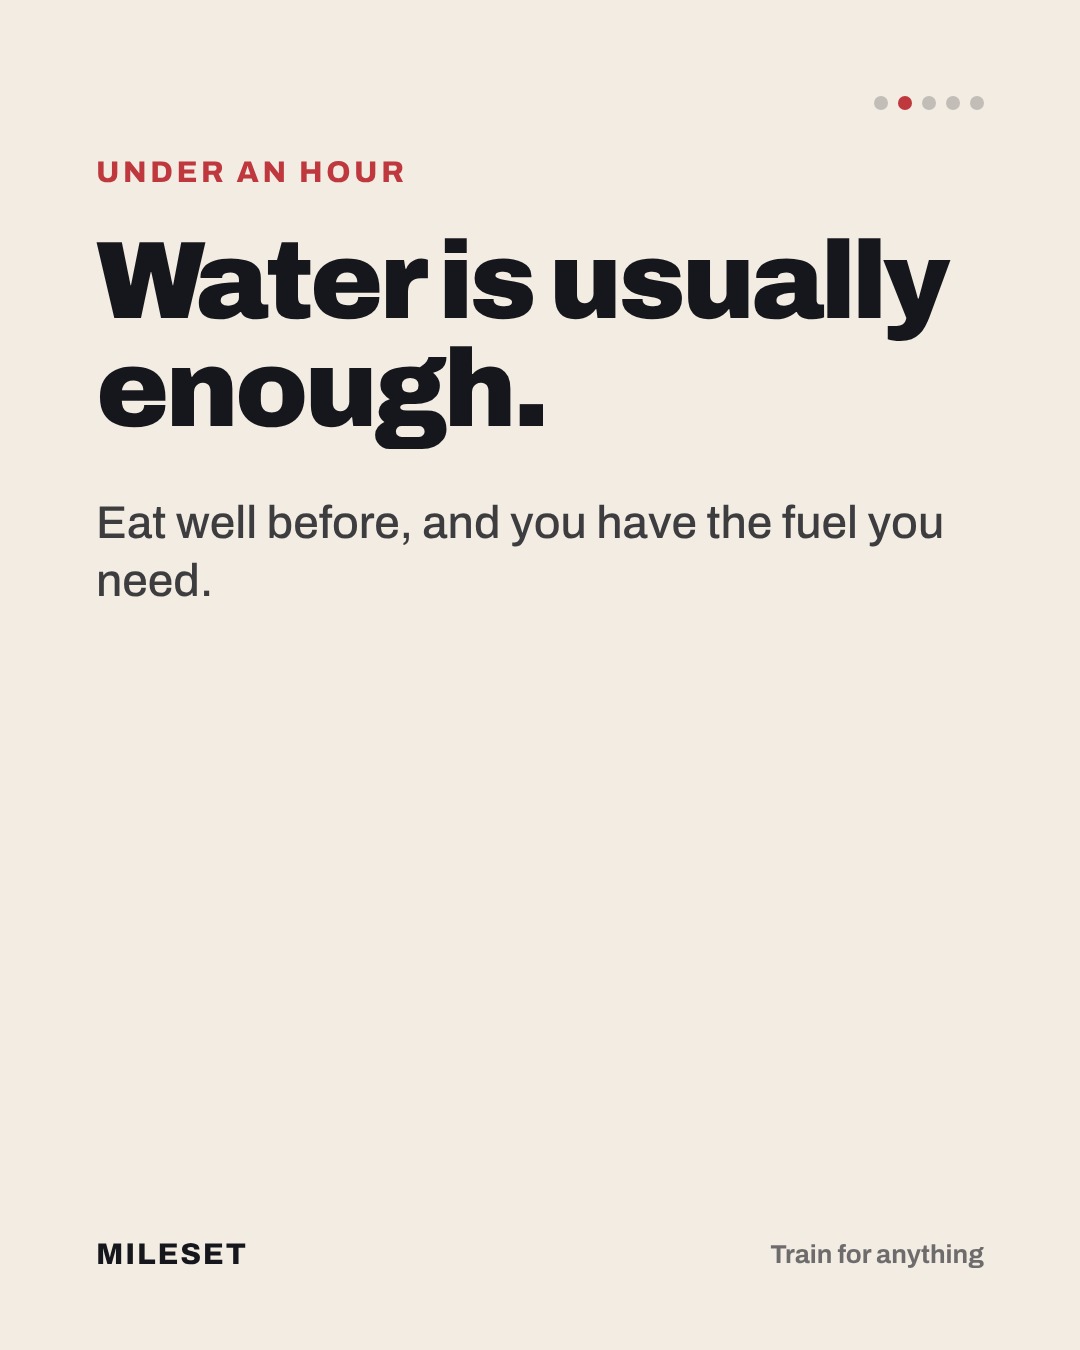 UNDER AN HOUR
Water is usually
enough.
Eat well before, and you have the fuel you
need.
MILESET
Train for anything